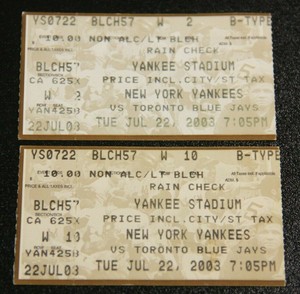 YS0722 BLCH57 W 2 B-TYPE
10.00 NON ALC/LT BLCH
RAIN CHECK
BLCH57 YANKEE STADIUM
CA 625X PRICE INCL.CITY/ST TAX
W 2 NEW YORK YANKEES
YAN425B VS TORONTO BLUE JAYS
22JUL03 TUE JUL 22, 2003 7:05PM
YS0722 BLCH57 W 10 B-TYPE
10.00 NON ALC/LT BLCH
RAIN CHECK
BLCH57 YANKEE STADIUM
CA 625X PRICE INCL.CITY/ST TAX
W 10 NEW YORK YANKEES
YAN425B VS TORONTO BLUE JAYS
22JUL03 TUE JUL 22, 2003 7:05PM